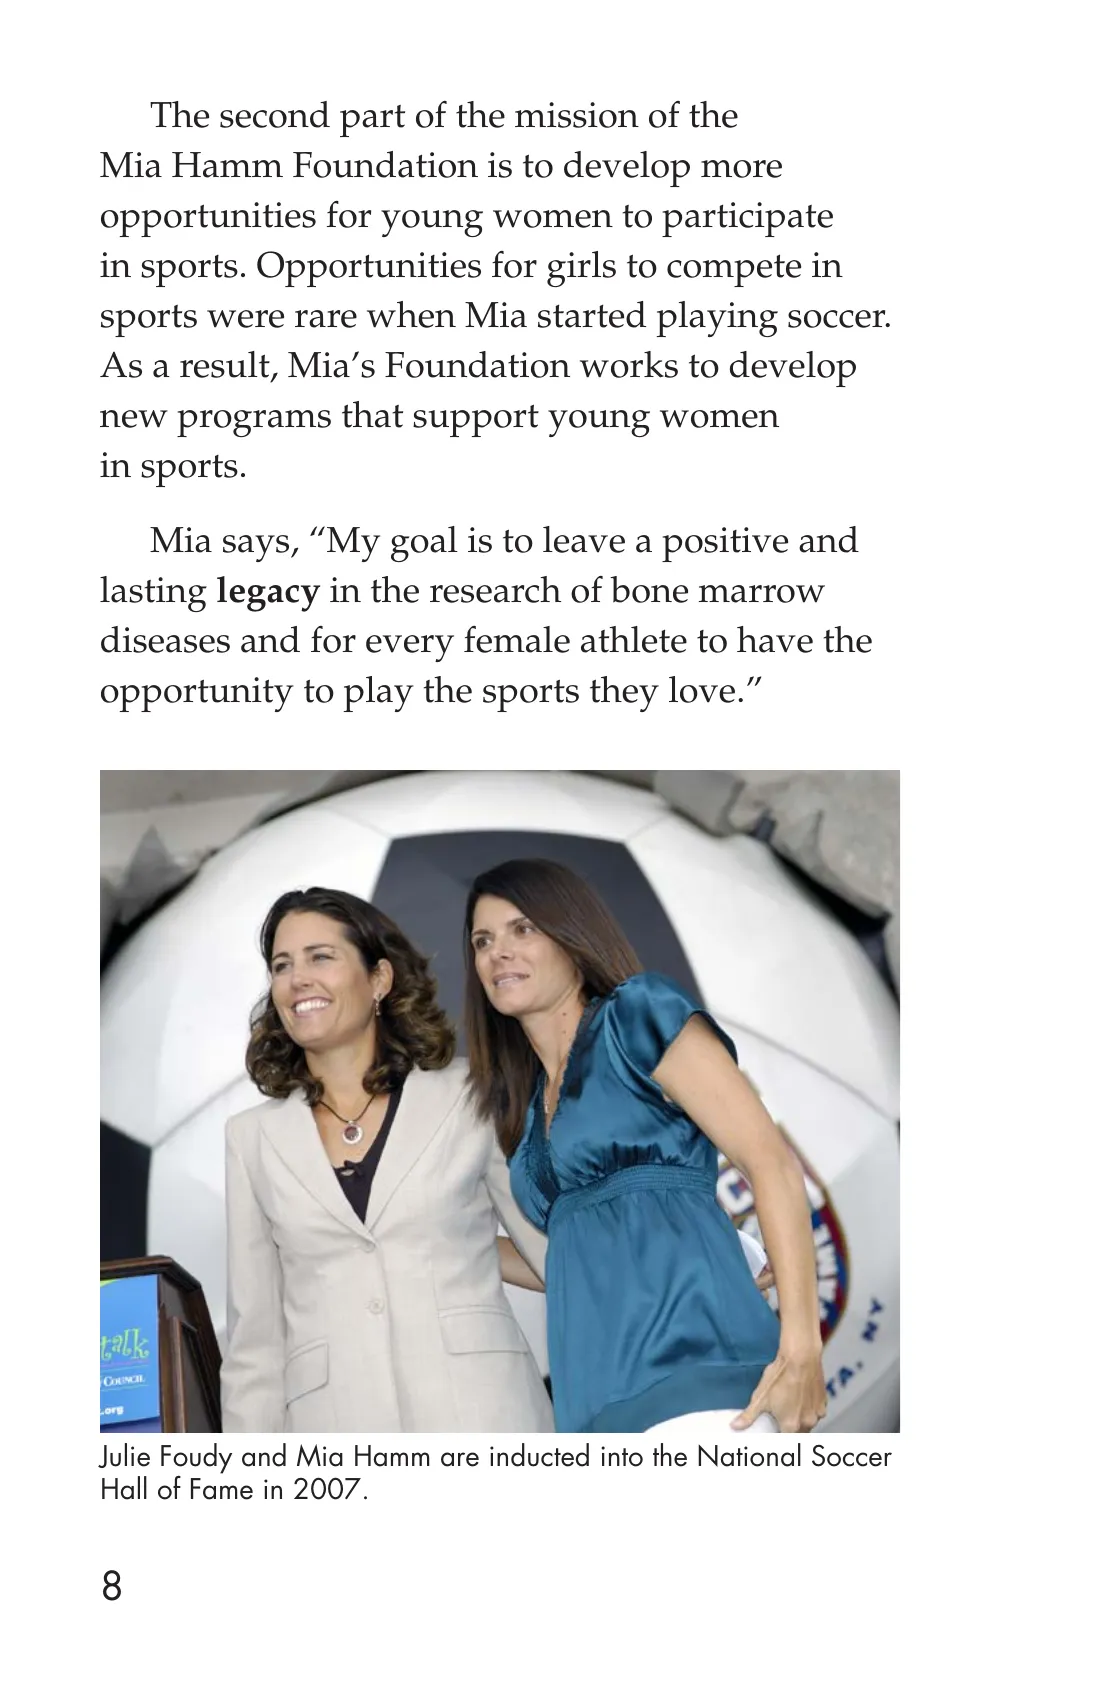 The second part of the mission of the
Mia Hamm Foundation is to develop more
opportunities for young women to participate
in sports. Opportunities for girls to compete in
sports were rare when Mia started playing soccer.
As a result, Mia’s Foundation works to develop
new programs that support young women
in sports.
Mia says, “My goal is to leave a positive and
lasting legacy in the research of bone marrow
diseases and for every female athlete to have the
opportunity to play the sports they love.”
talk
COUNCIL
.org
TA, NY
Julie Foudy and Mia Hamm are inducted into the National Soccer
Hall of Fame in 2007.
8